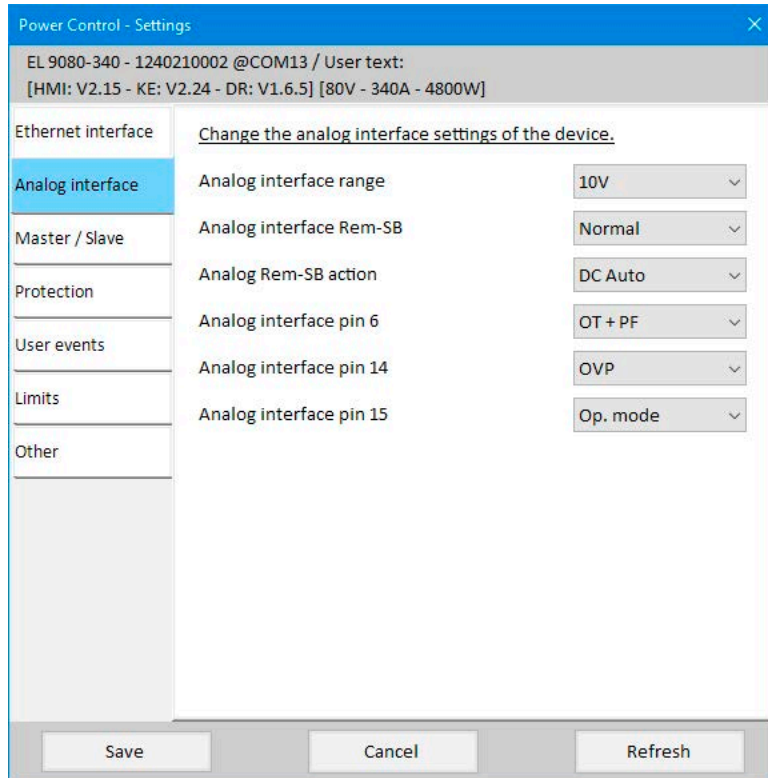 Power Control - Settings
EL 9080-340 - 1240210002 @COM13 / User text:
[HMI: V2.15 - KE: V2.24 - DR: V1.6.5] [80V - 340A - 4800W]
Ethernet interface
Analog interface
Master / Slave
Protection
User events
Limits
Other
Change the analog interface settings of the device.
Analog interface range 10V
Analog interface Rem-SB Normal
Analog Rem-SB action DC Auto
Analog interface pin 6 OT + PF
Analog interface pin 14 OVP
Analog interface pin 15 Op. mode
Save Cancel Refresh